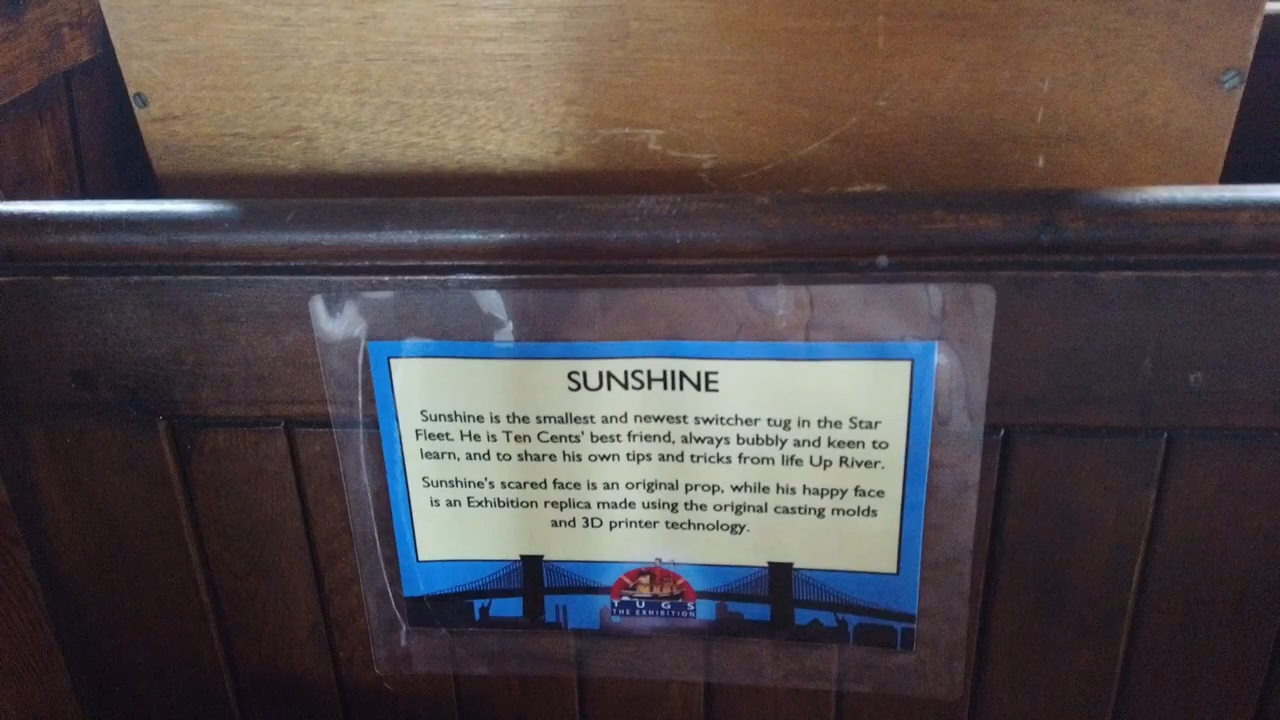 SUNSHINE
Sunshine is the smallest and newest switcher tug in the Star
Fleet. He is Ten Cents' best friend, always bubbly and keen to
learn, and to share his own tips and tricks from life Up River.
Sunshine's scared face is an original prop, while his happy face
is an Exhibition replica made using the original casting molds
and 3D printer technology.
TUGS
THE EXHIBITION